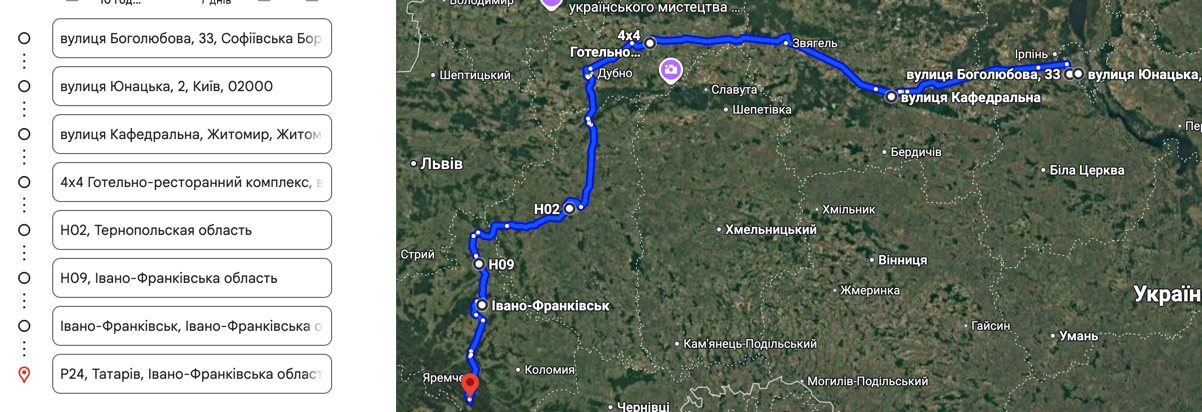 10 год...
7 днів
вулиця Боголюбова, 33, Софіївська Бор
вулиця Юнацька, 2, Київ, 02000
вулиця Кафедральна, Житомир, Житом
4х4 Готельно-ресторанний комплекс, в
Н02, Тернопольская область
Н09, Івано-Франківська область
Івано-Франківськ, Івано-Франківська о
Р24, Татарів, Івано-Франківська област
Володимир
українського мистецтва ...
4x4
Готельно...
Звягель
Ірпінь
Шептицький
Дубно
вулиця Боголюбова, 33
вулиця Юнацька,
Славута
вулиця Кафедральна
Шепетівка
Пер
Бердичів
Львів
Біла Церква
Н02
Хмільник
Хмельницький
Стрий
Н09
Вінниця
Жмеринка
Україн
Івано-Франківськ
Гайсин
Умань
Кам'янець-Подільський
Яремче
Коломия
Могилів-Подільський
Чернівці